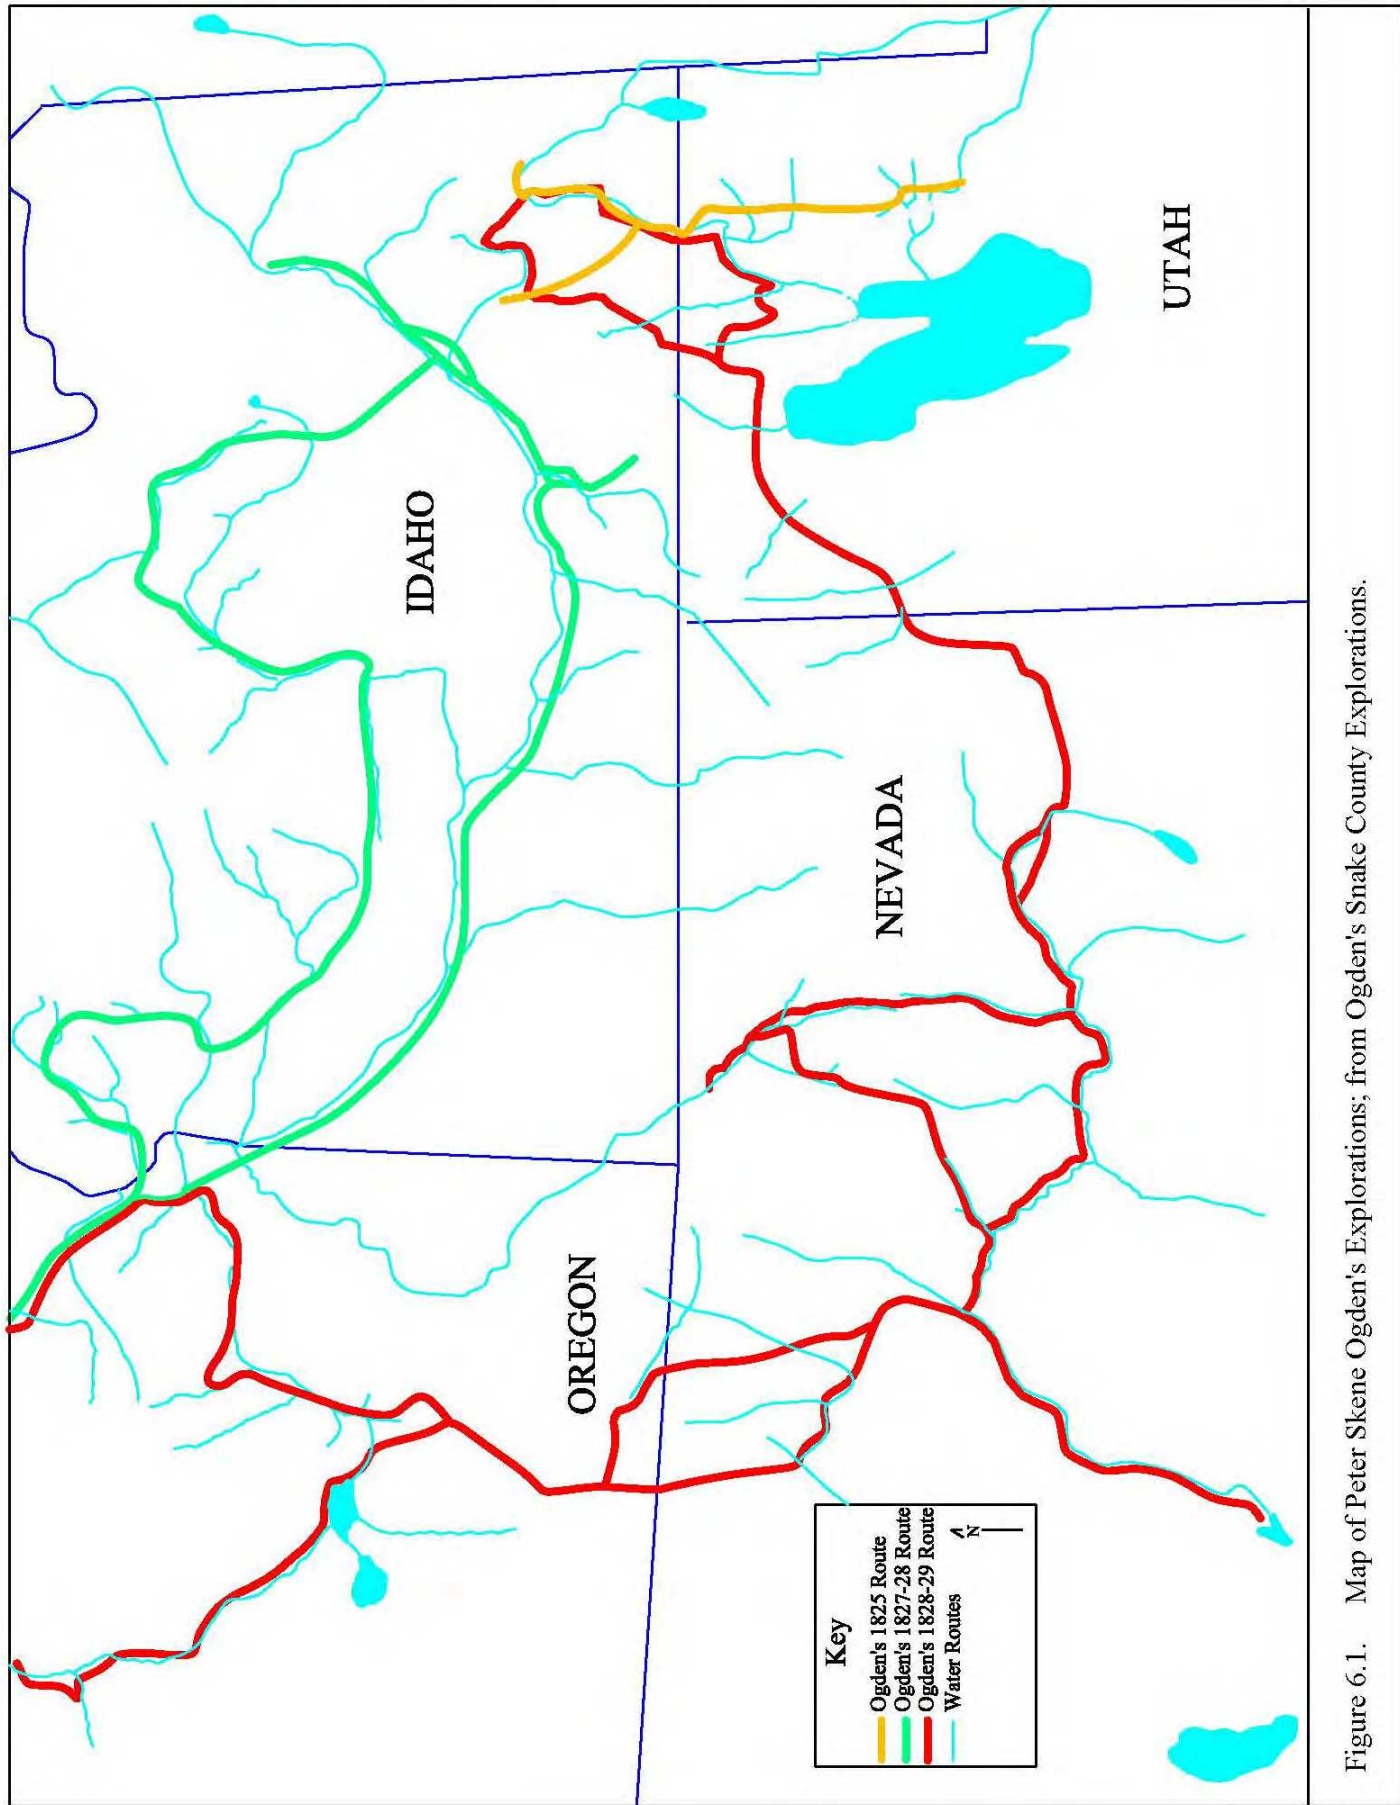 IDAHO
OREGON
NEVADA
UTAH
Key
Ogden's 1825 Route
Ogden's 1827-28 Route
Ogden's 1828-29 Route
Water Routes
N
Figure 6.1. Map of Peter Skene Ogden's Explorations; from Ogden's Snake County Explorations.